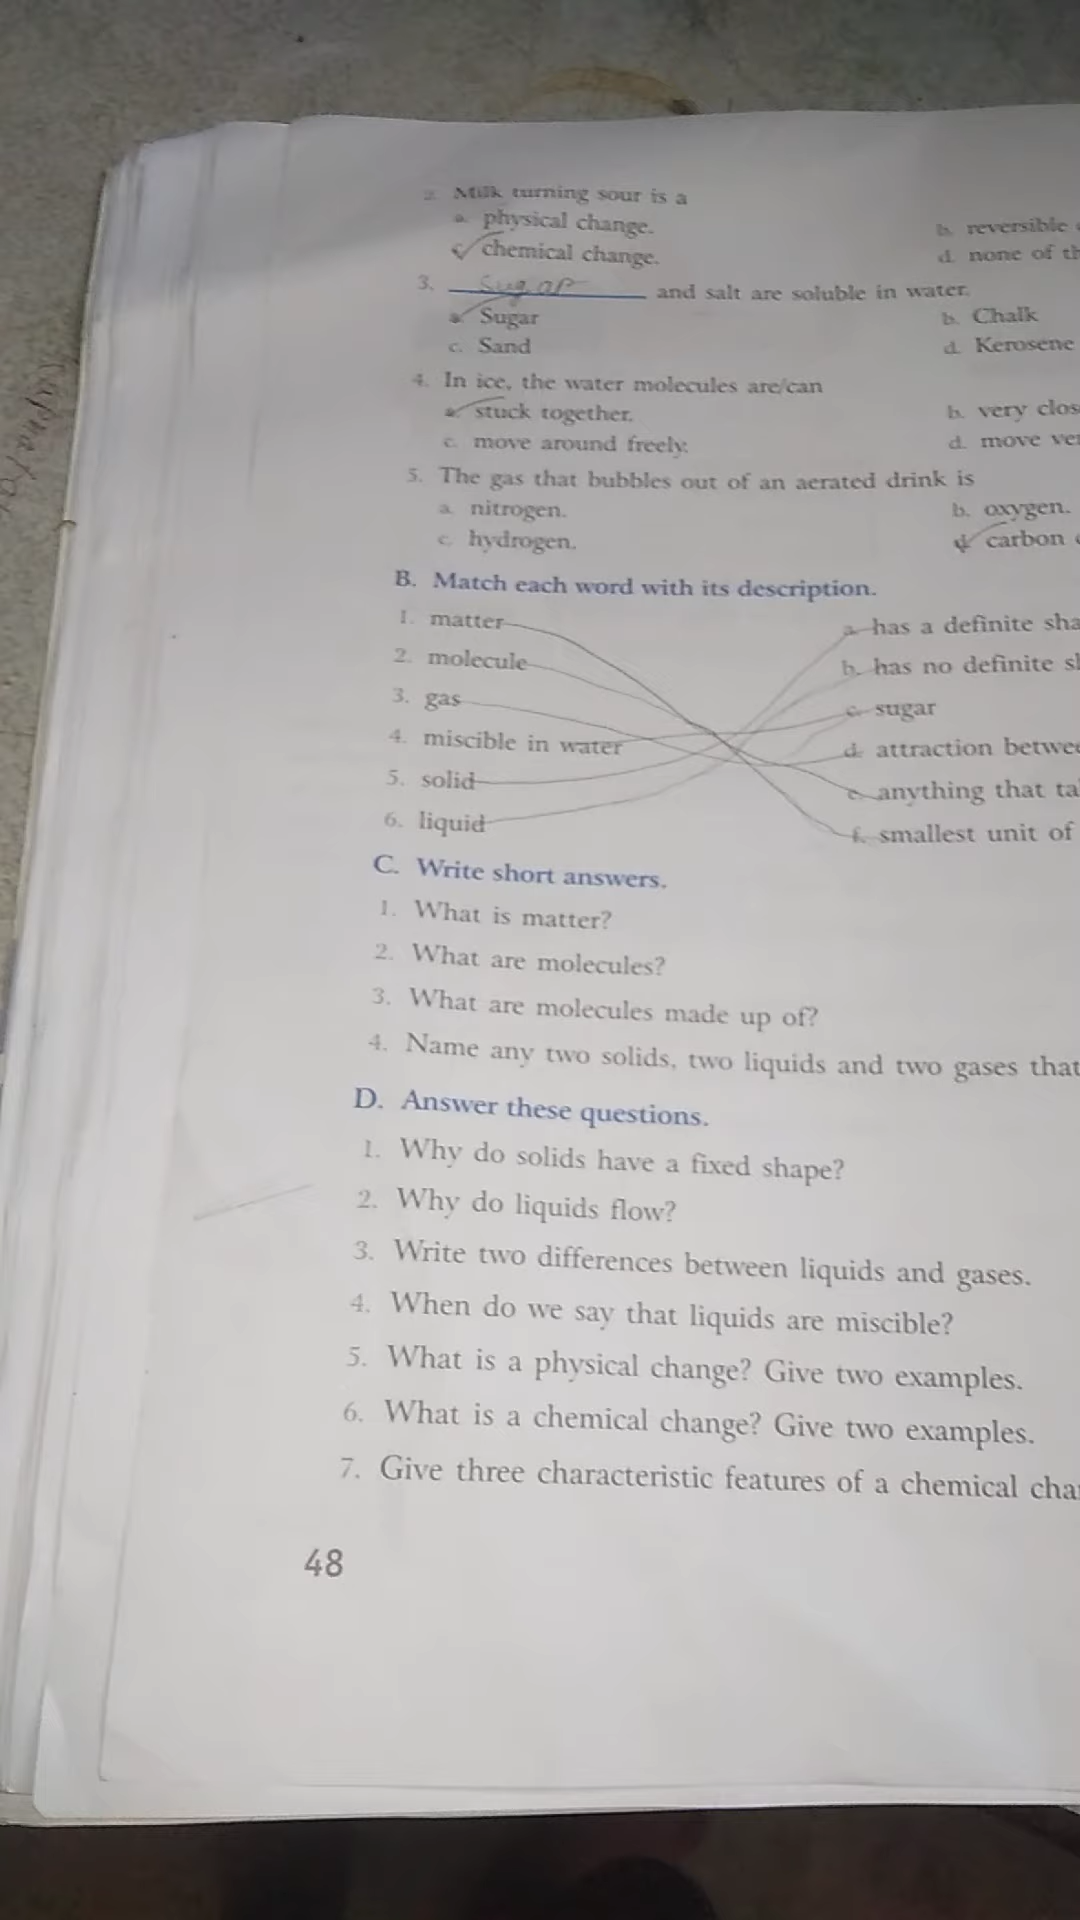 2. Milk turning sour is a
a. physical change.
b. reversible
c. chemical change.
d. none of
3. Sugar and salt are soluble in water.
a. Sugar
b. Chalk
c. Sand
d. Kerosene
4. In ice, the water molecules are/can
a. stuck together.
b. very
c. move around freely.
d. move
5. The gas that bubbles out of an aerated drink is
a. nitrogen.
b. oxygen.
c. hydrogen.
d. carbon
B. Match each word with its description.
1. matter
a. has a definite
2. molecule
b. has no definite
3. gas
c. sugar
4. miscible in water
d. attraction
5. solid
e. anything that
6. liquid
f. smallest unit of
C. Write short answers.
1. What is matter?
2. What are molecules?
3. What are molecules made up of?
4. Name any two solids, two liquids and two gases that
D. Answer these questions.
1. Why do solids have a fixed shape?
2. Why do liquids flow?
3. Write two differences between liquids and gases.
4. When do we say that liquids are miscible?
5. What is a physical change? Give two examples.
6. What is a chemical change? Give two examples.
7. Give three characteristic features of a chemical
48